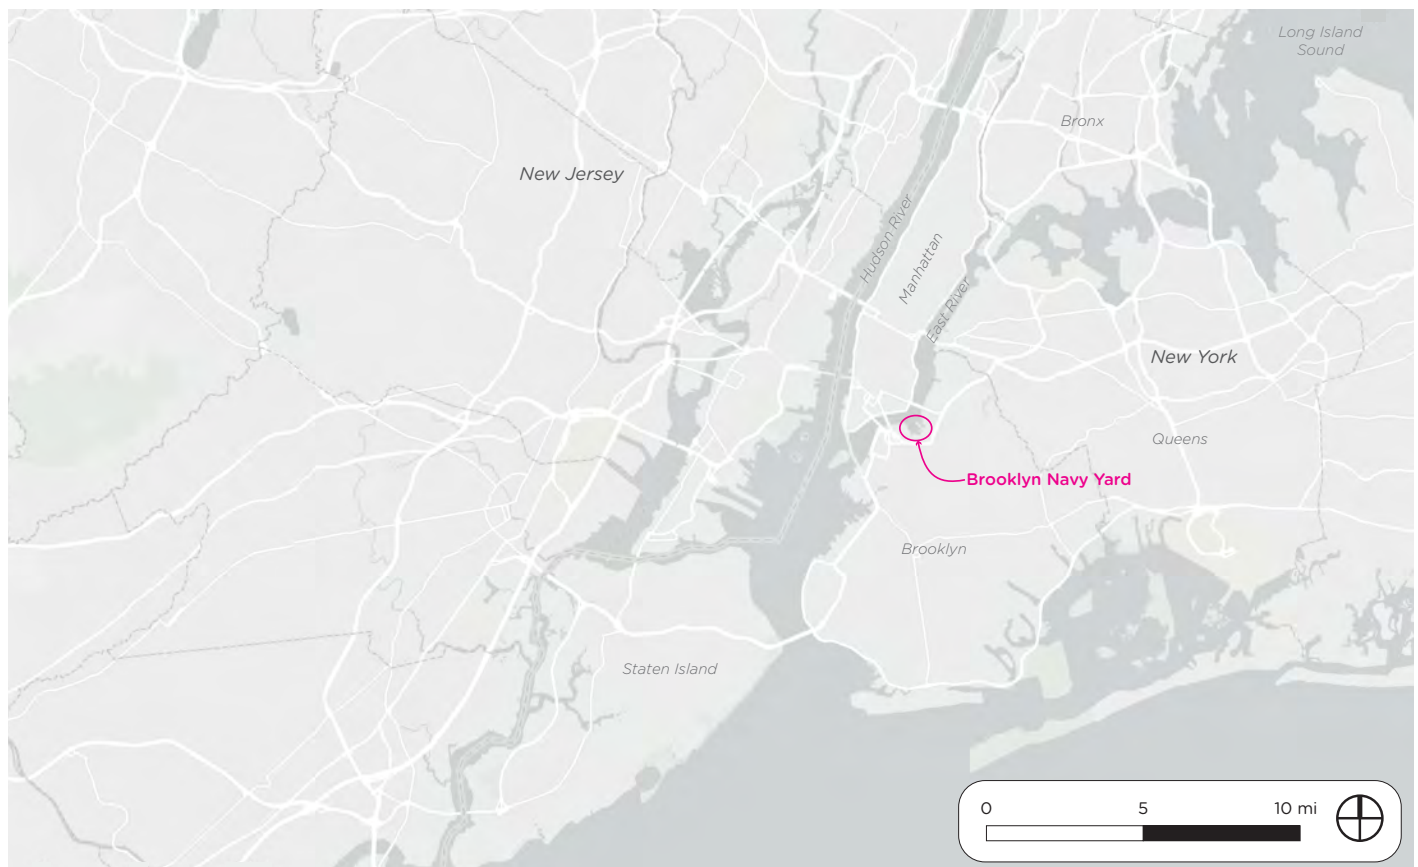 Long Island
Sound
Bronx
New Jersey
Hudson River
Manhattan
East River
New York
Queens
Brooklyn Navy Yard
Brooklyn
Staten Island
0 5 10 mi